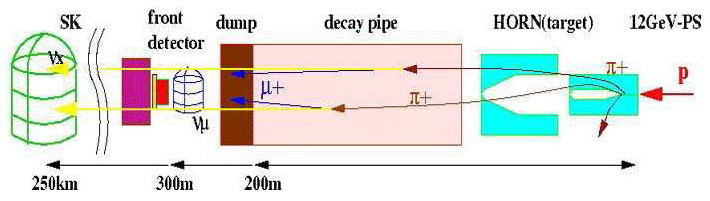 SK
front
detector
dump
decay pipe
HORN(target)
12GeV-PS
νx
π+
μ+
π+
p
νμ
250km
300m
200m